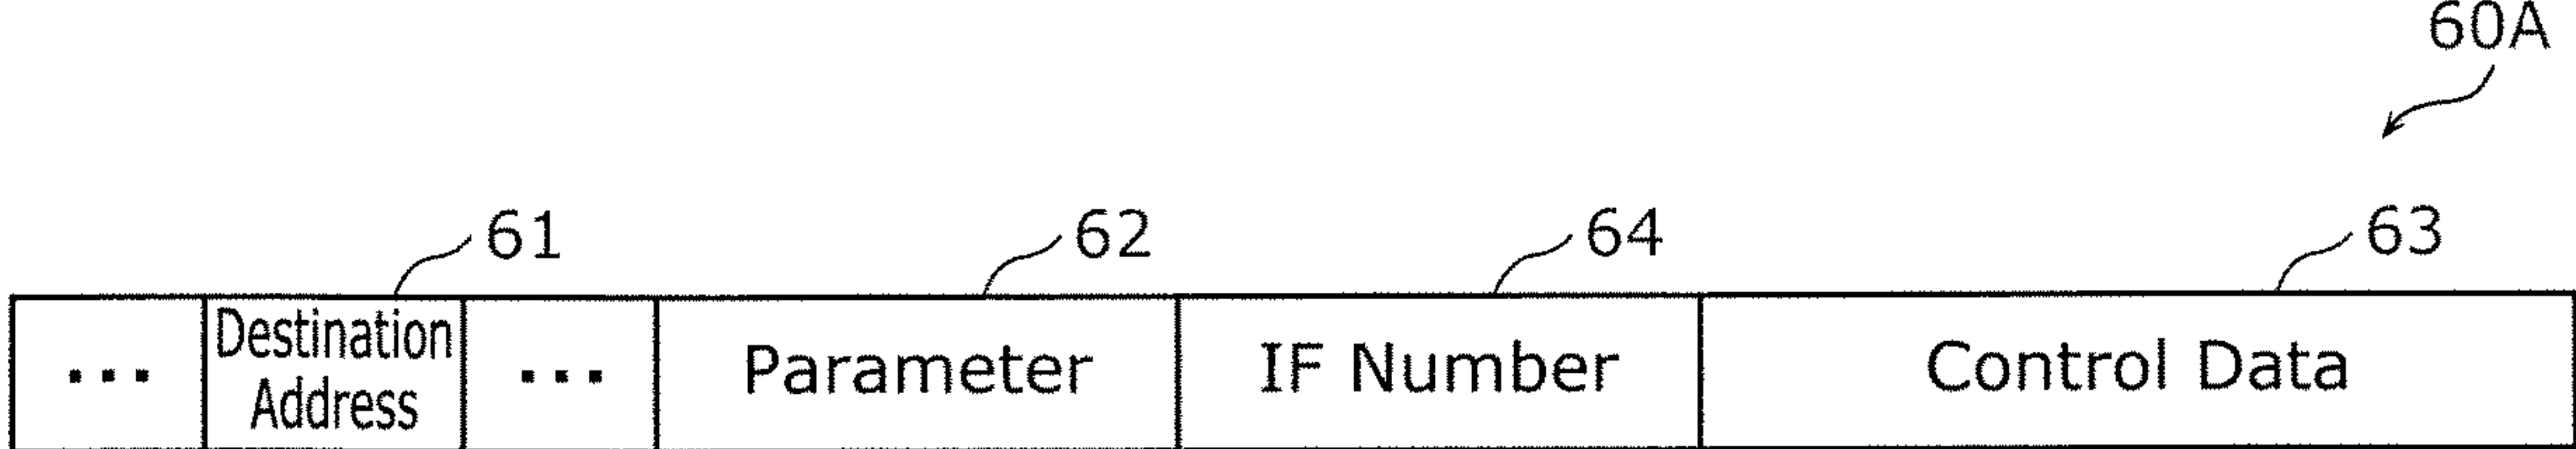 60A
61
62
64
63
...
Destination
Address
...
Parameter
IF Number
Control Data